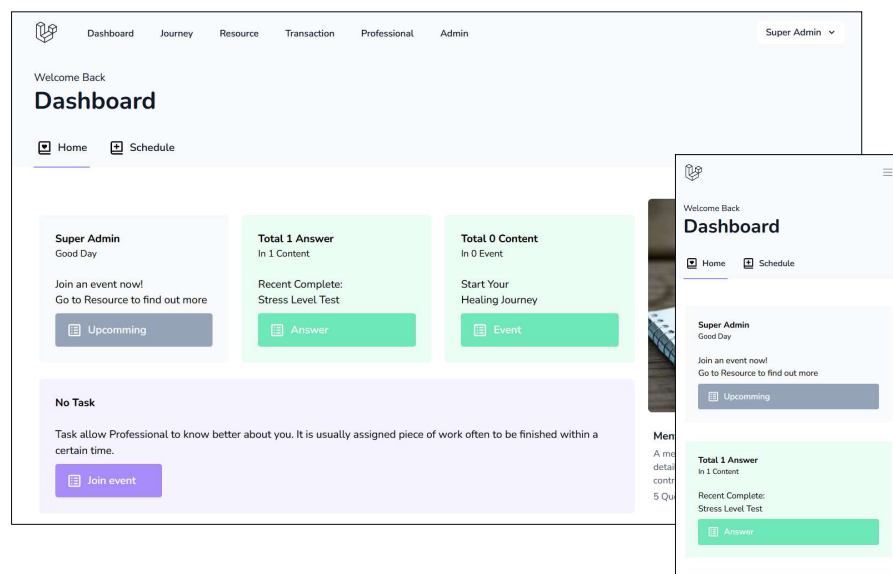 Dashboard Journey Resource Transaction Professional Admin Super Admin
Welcome Back
Dashboard
Home Schedule
Super Admin
Good Day
Join an event now!
Go to Resource to find out more
Upcomming
Total 1 Answer
In 1 Content
Recent Complete:
Stress Level Test
Answer
Total 0 Content
In 0 Event
Start Your
Healing Journey
Event
No Task
Task allow Professional to know better about you. It is usually assigned piece of work often to be finished within a
certain time.
Join event
A
5
Welcome Back
Dashboard
Home Schedule
Super Admin
Good Day
Join an event now!
Go to Resource to find out more
Upcomming
Total 1 Answer
In 1 Content
Recent Complete:
Stress Level Test
Answer